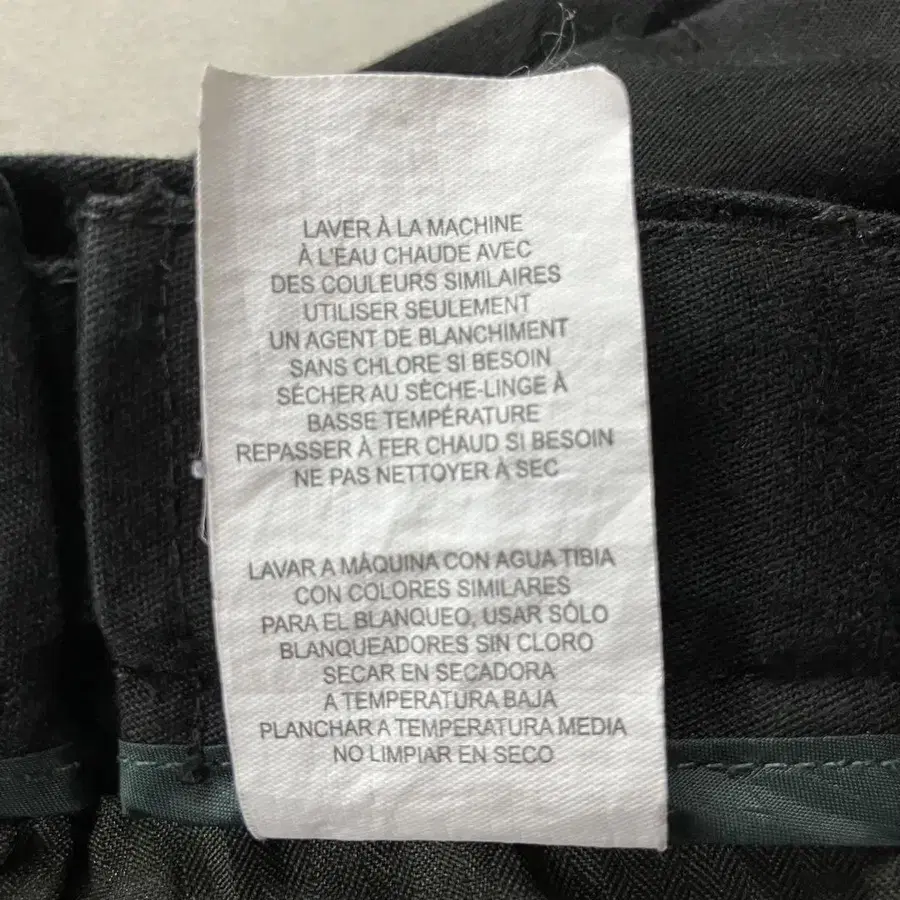 LAVER À LA MACHINE
À L'EAU CHAUDE AVEC
DES COULEURS SIMILAIRES
UTILISER SEULEMENT
UN AGENT DE BLANCHIMENT
SANS CHLORE SI BESOIN
SÉCHER AU SÈCHE-LINGE À
BASSE TEMPÉRATURE
REPASSER À FER CHAUD SI BESOIN
NE PAS NETTOYER À SEC
LAVAR A MÁQUINA CON AGUA TIBIA
CON COLORES SIMILARES
PARA EL BLANQUEO, USAR SÓLO
BLANQUEADORES SIN CLORO
SECAR EN SECADORA
A TEMPERATURA BAJA
PLANCHAR A TEMPERATURA MEDIA
NO LIMPIAR EN SECO